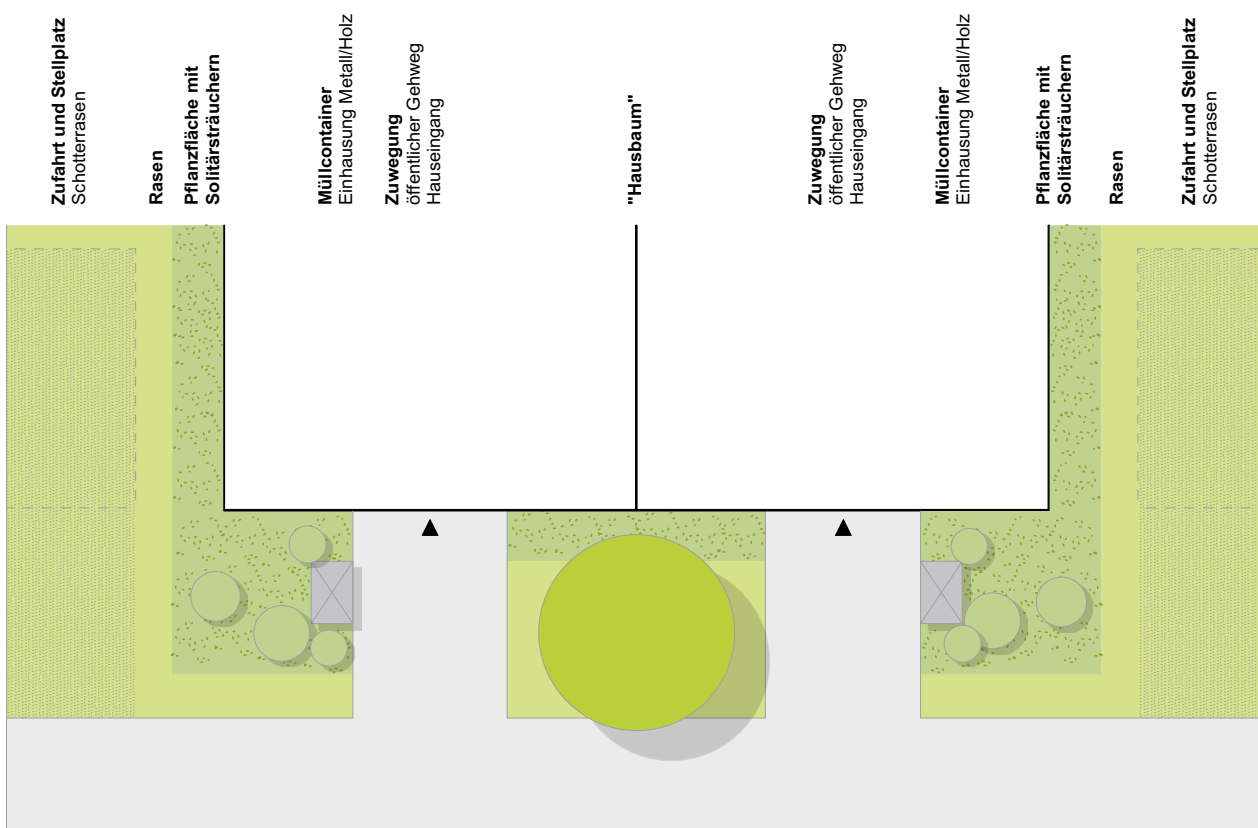 Zufahrt und Stellplatz
Schotterrasen
Rasen
Pflanzfläche mit
Solitärsträuchern
Müllcontainer
Einhausung Metall/Holz
Zuwegung
öffentlicher Gehweg
Hauseingang
"Hausbaum"
Zuwegung
öffentlicher Gehweg
Hauseingang
Müllcontainer
Einhausung Metall/Holz
Pflanzfläche mit
Solitärsträuchern
Rasen
Zufahrt und Stellplatz
Schotterrasen